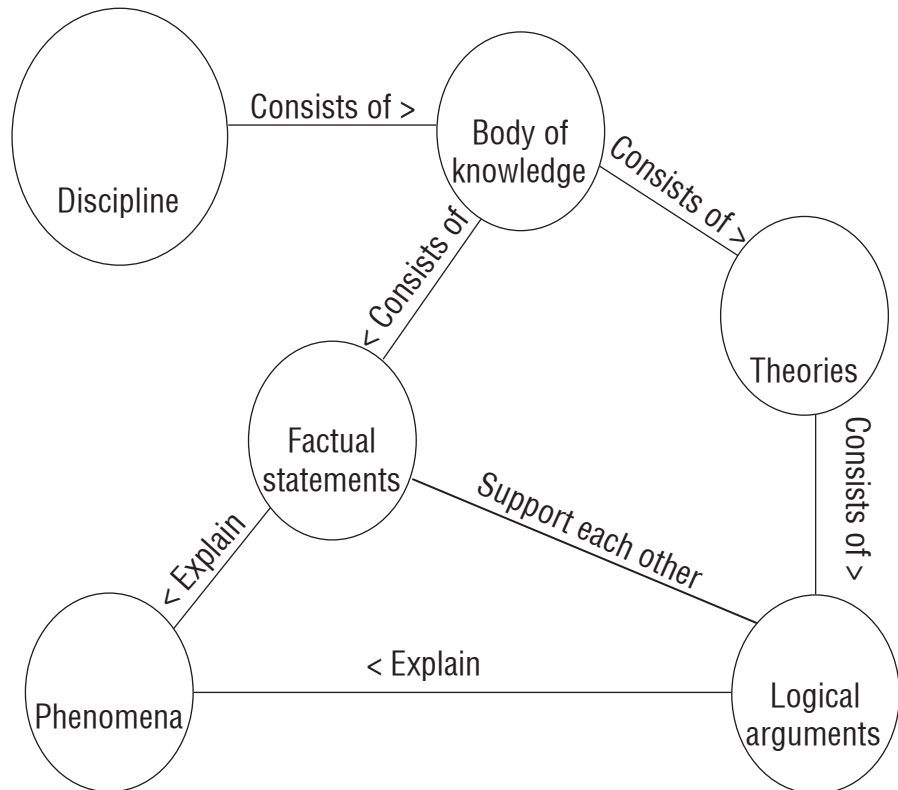 Consists of >
Body of
knowledge
Discipline
Consists of >
< Consists of
Theories
Factual
statements
Consists of >
Support each other
< Explain
< Explain
Phenomena
Logical
arguments